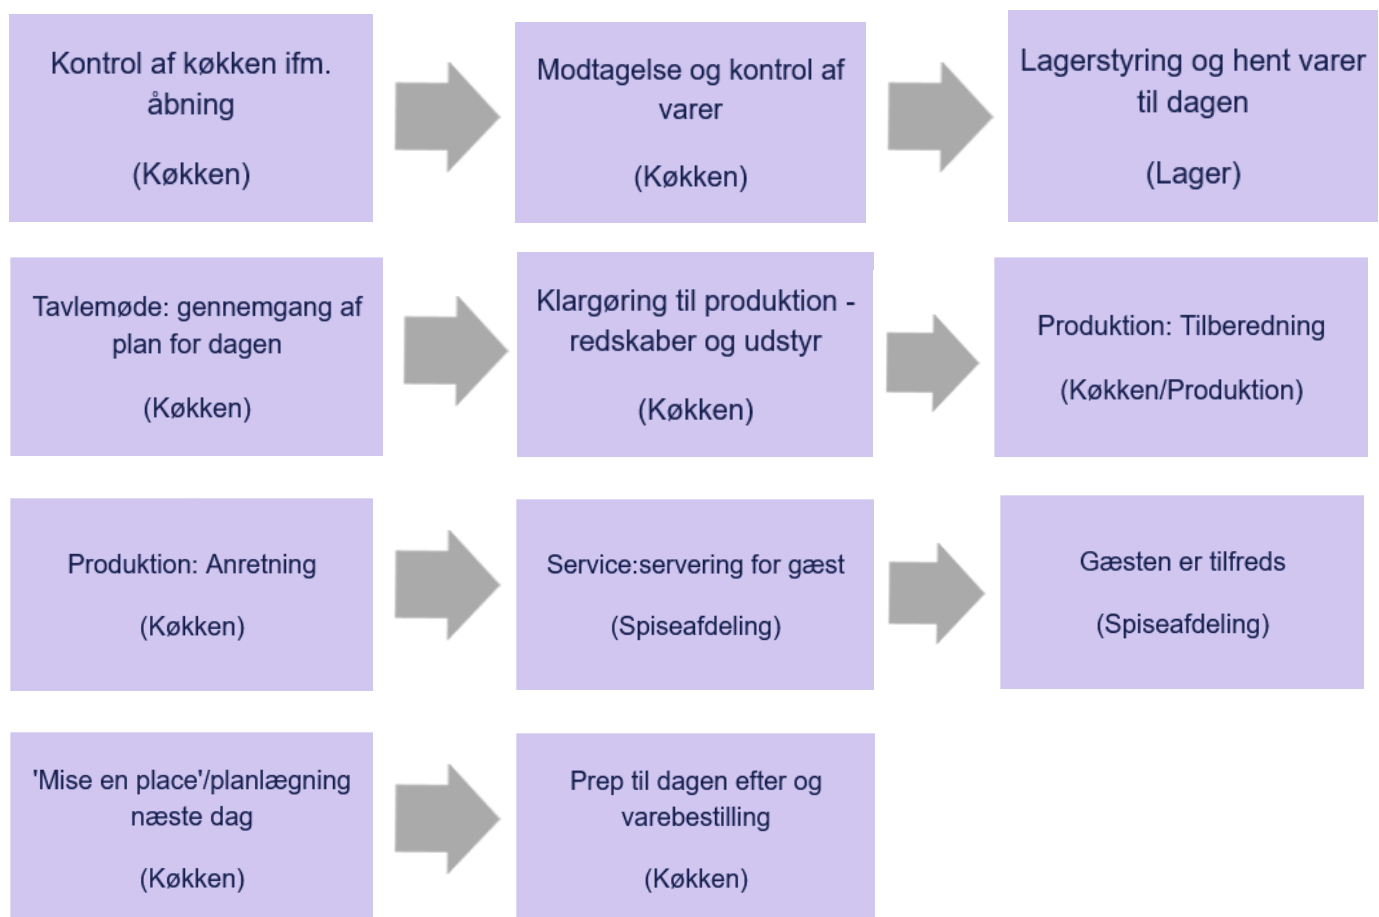 Kontrol af køkken ifm.
åbning
(Køkken)
Modtagelse og kontrol af
varer
(Køkken)
Lagerstyring og hent varer
til dagen
(Lager)
Tavlemøde: gennemgang af
plan for dagen
(Køkken)
Klargøring til produktion -
redskaber og udstyr
(Køkken)
Produktion: Tilberedning
(Køkken/Produktion)
Produktion: Anretning
(Køkken)
Service:servering for gæst
(Spiseafdeling)
Gæsten er tilfreds
(Spiseafdeling)
'Mise en place'/planlægning
næste dag
(Køkken)
Prep til dagen efter og
varebestilling
(Køkken)